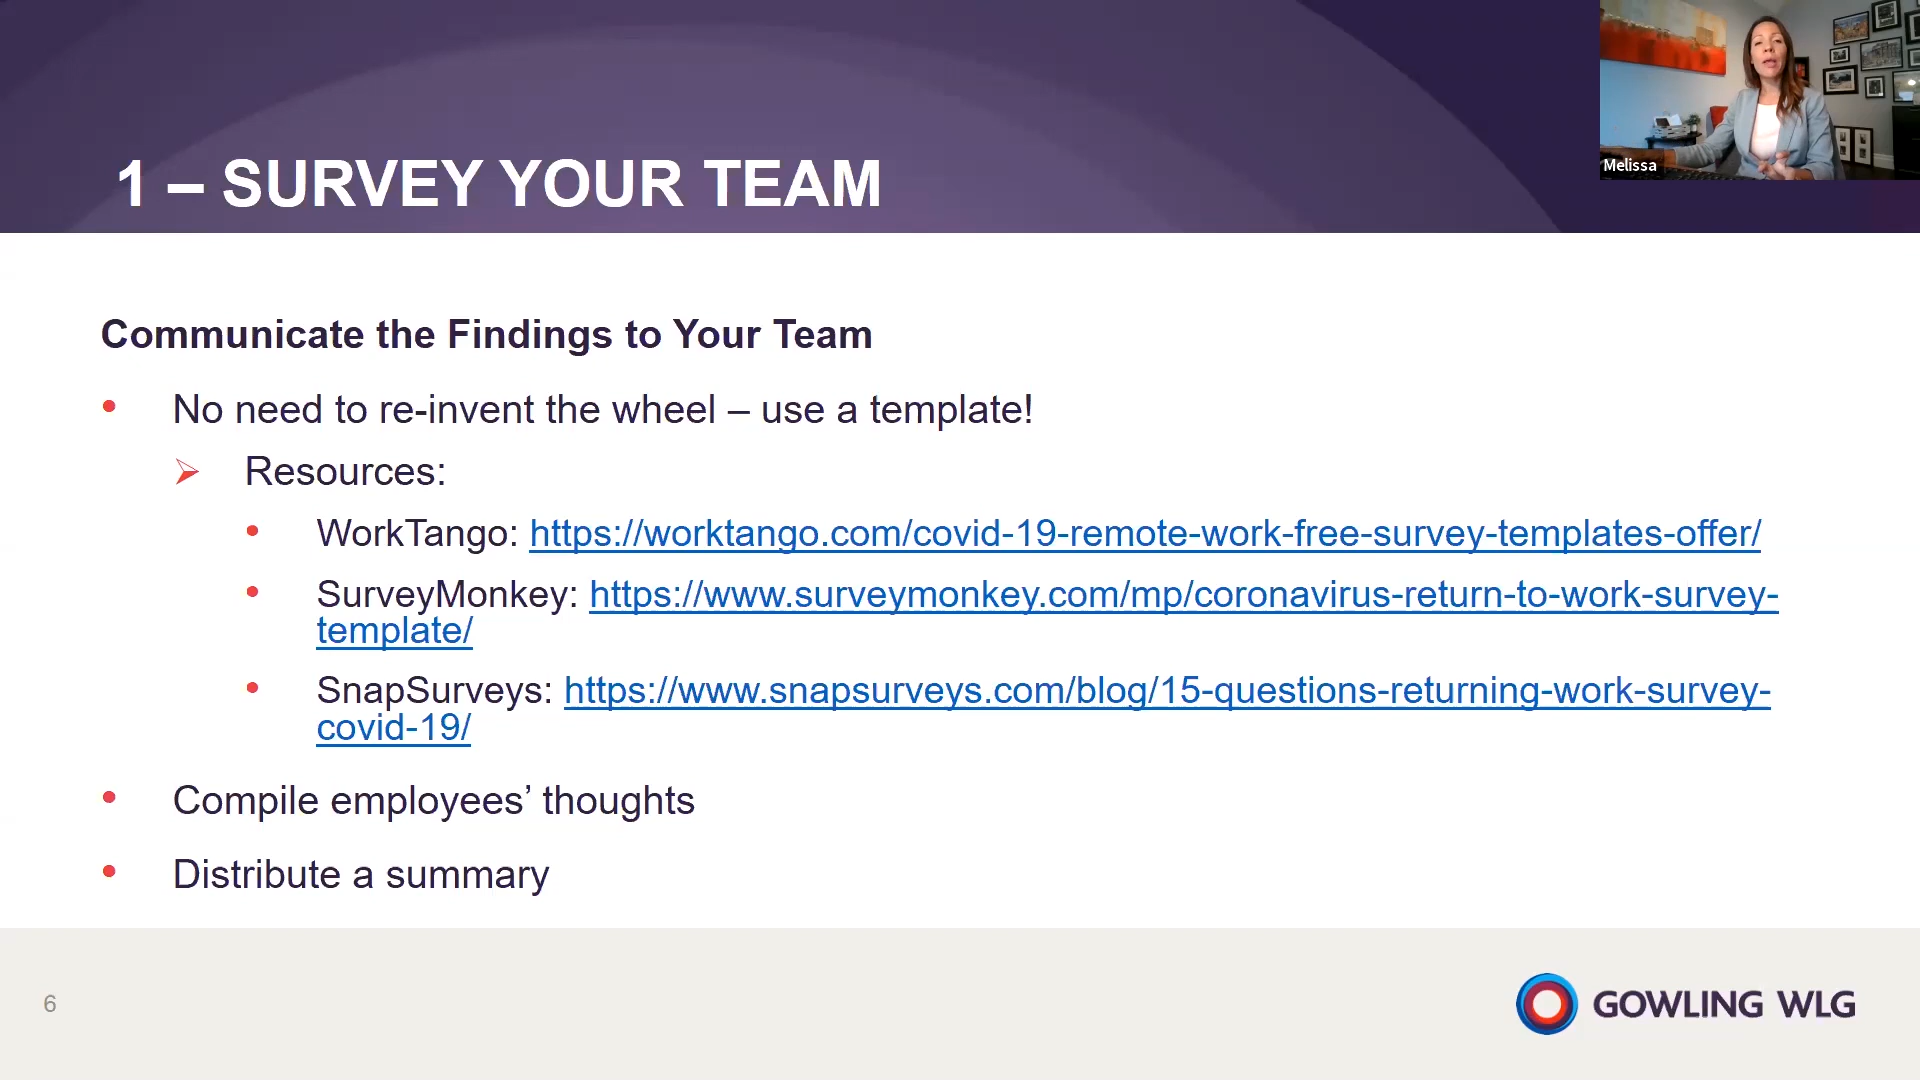 Melissa
1 – SURVEY YOUR TEAM
Communicate the Findings to Your Team
• No need to re-invent the wheel – use a template!
➢ Resources:
• WorkTango: https://worktango.com/covid-19-remote-work-free-survey-templates-offer/
• SurveyMonkey: https://www.surveymonkey.com/mp/coronavirus-return-to-work-survey-
template/
• SnapSurveys: https://www.snapsurveys.com/blog/15-questions-returning-work-survey-
covid-19/
• Compile employees’ thoughts
• Distribute a summary
6
GOWLING WLG